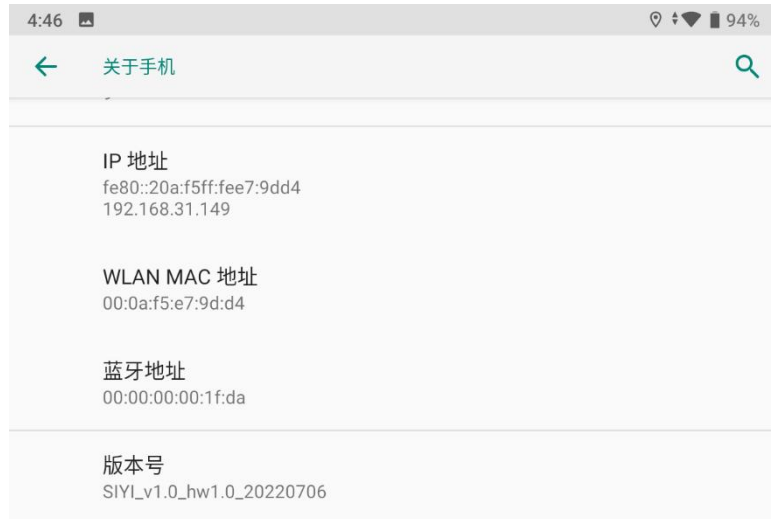 4:46
94%
关于手机
IP 地址
fe80::20a:f5ff:fee7:9dd4
192.168.31.149
WLAN MAC 地址
00:0a:f5:e7:9d:d4
蓝牙地址
00:00:00:00:1f:da
版本号
SIYI_v1.0_hw1.0_20220706